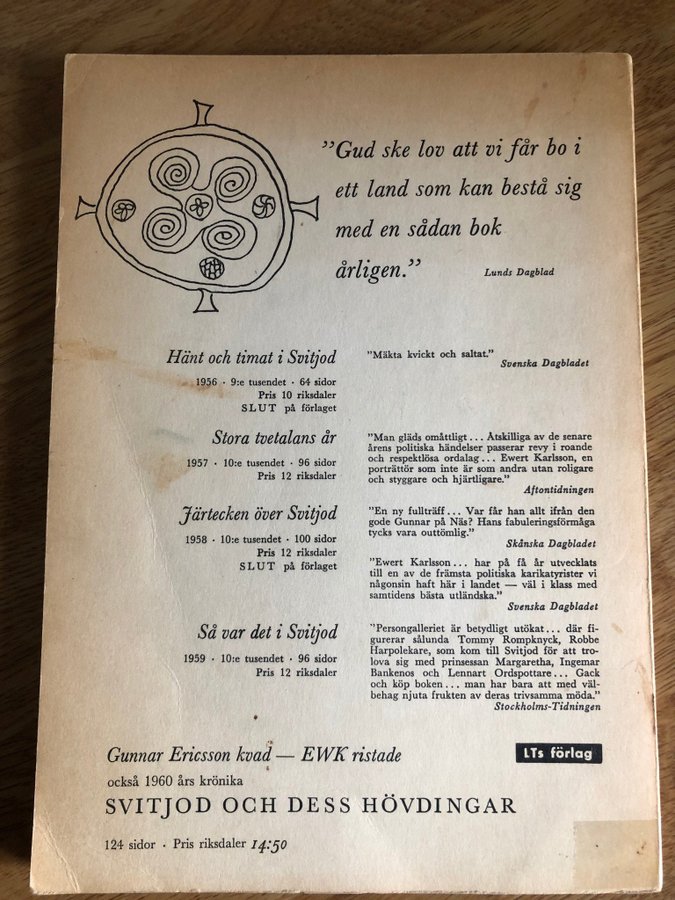 ”Gud ske lov att vi får bo i
ett land som kan bestå sig
med en sådan bok
årligen.”
Lunds Dagblad
Hänt och timat i Svitjod
1956 · 9:e tusendet · 64 sidor
Pris 10 riksdaler
SLUT på förlaget
”Mäkta kvickt och saltat.”
Svenska Dagbladet
Stora tvetalans år
1957 · 10:e tusendet · 96 sidor
Pris 12 riksdaler
”Man gläds omåttligt... Åtskilliga av de senare
årens politiska händelser passerar revy i roande
och respektlösa ordalag... Ewert Karlsson, en
porträttör som inte är som andra utan roligare
och styggare och hjärtligare.”
Aftontidningen
Järtecken över Svitjod
1958 · 10:e tusendet · 100 sidor
Pris 12 riksdaler
SLUT på förlaget
”En ny fullträff... Var får han allt ifrån den
gode Gunnar på Näs? Hans fabuleringsförmåga
tycks vara outtömlig.”
Skånska Dagbladet
”Ewert Karlsson... har på få år utvecklats
till en av de främsta politiska karikatyrister vi
någonsin haft här i landet — väl i klass med
samtidens bästa utländska.”
Svenska Dagbladet
Så var det i Svitjod
1959 · 10:e tusendet · 96 sidor
Pris 12 riksdaler
”Persongalleriet är betydligt utökat... där fi-
gurerar sålunda Tommy Rompknyck, Robbe
Harpolekare, som kom till Svitjod för att tro-
lova sig med prinsessan Margaretha, Ingemar
Bankenos och Lennart Ordspottare... Gack
och köp boken... man har bara att med väl-
behag njuta frukten av deras trivsamma möda.”
Stockholms-Tidningen
Gunnar Ericsson kvad — EWK ristade
LTs förlag
också 1960 års krönika
SVITJOD OCH DESS HÖVDINGAR
124 sidor · Pris riksdaler 14:50